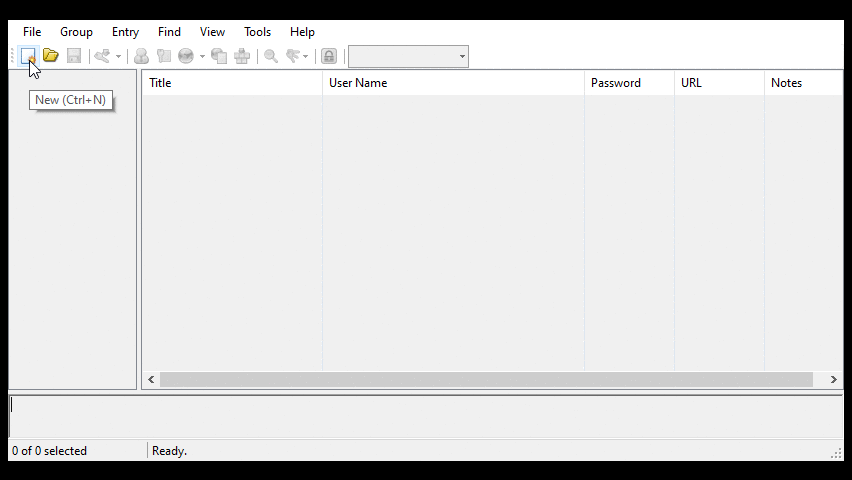 File Group Entry Find View Tools Help
New (Ctrl+N)
Title User Name Password URL Notes
0 of 0 selected Ready.